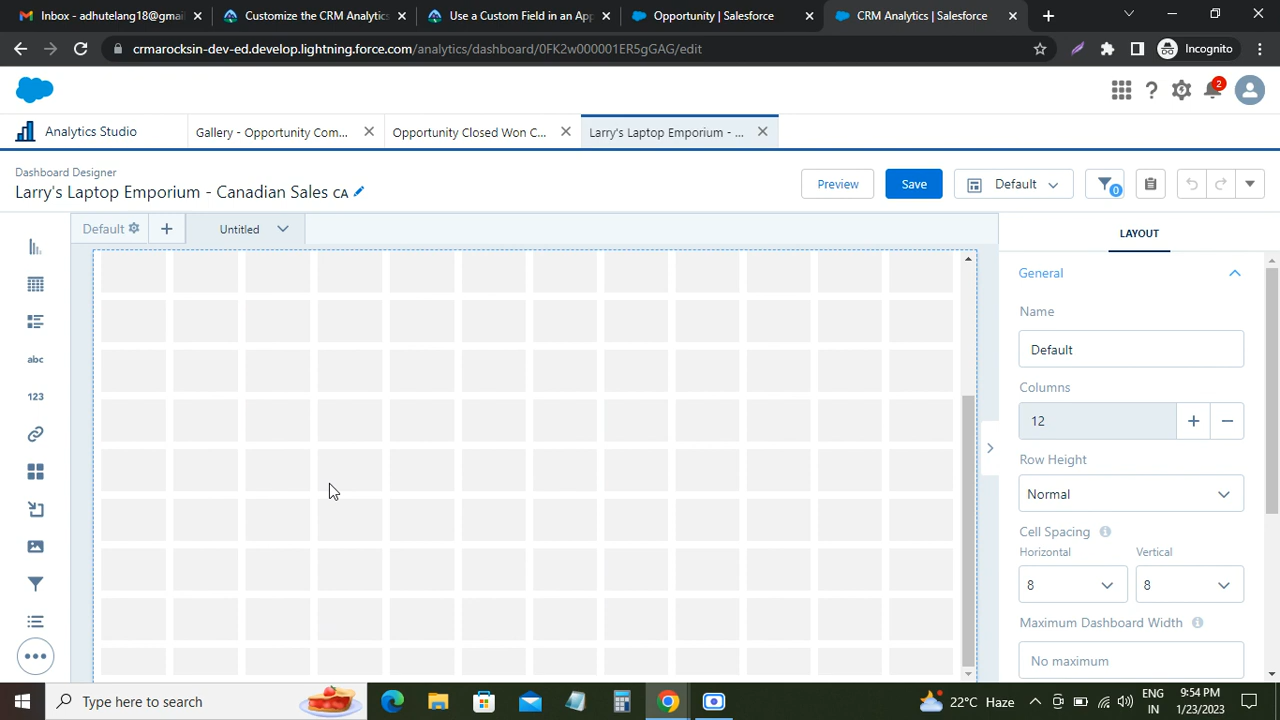 Inbox - adhutelang18@gmai
Customize the CRM Analytics
Use a Custom Field in an App
Opportunity | Salesforce
CRM Analytics | Salesforce
crmarocksin-dev-ed.develop.lightning.force.com/analytics/dashboard/0FK2w000001ER5gGAG/edit
Incognito
2
Analytics Studio
Gallery - Opportunity Com...
Opportunity Closed Won C...
Larry's Laptop Emporium - ...
Dashboard Designer
Larry's Laptop Emporium - Canadian Sales CA
Preview
Save
Default
0
Default
Untitled
LAYOUT
General
Name
Default
Columns
12
Row Height
Normal
Cell Spacing
Horizontal
Vertical
8
8
Maximum Dashboard Width
No maximum
abc
123
Type here to search
22°C Haze
ENG
IN
9:54 PM
1/23/2023